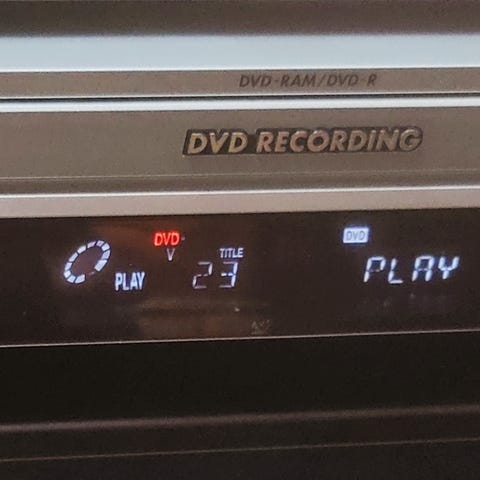 DVD-RAM/DVD-R
DVD RECORDING
DVD-
V
PLAY
TITLE
23
DVD
PLAY